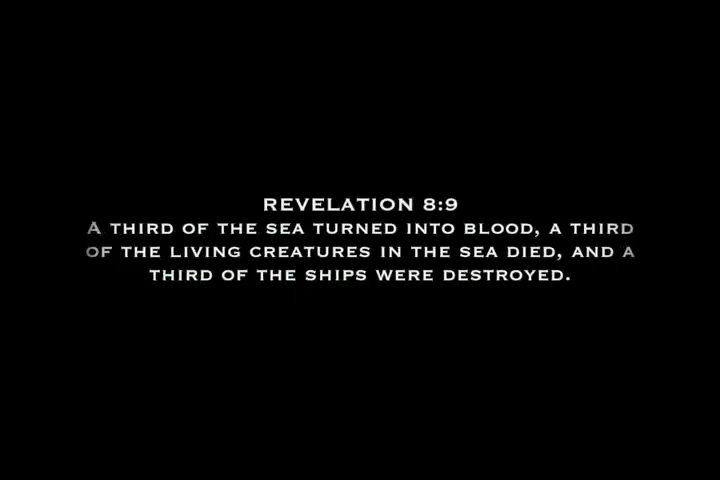 REVELATION 8:9
A THIRD OF THE SEA TURNED INTO BLOOD, A THIRD
OF THE LIVING CREATURES IN THE SEA DIED, AND A
THIRD OF THE SHIPS WERE DESTROYED.